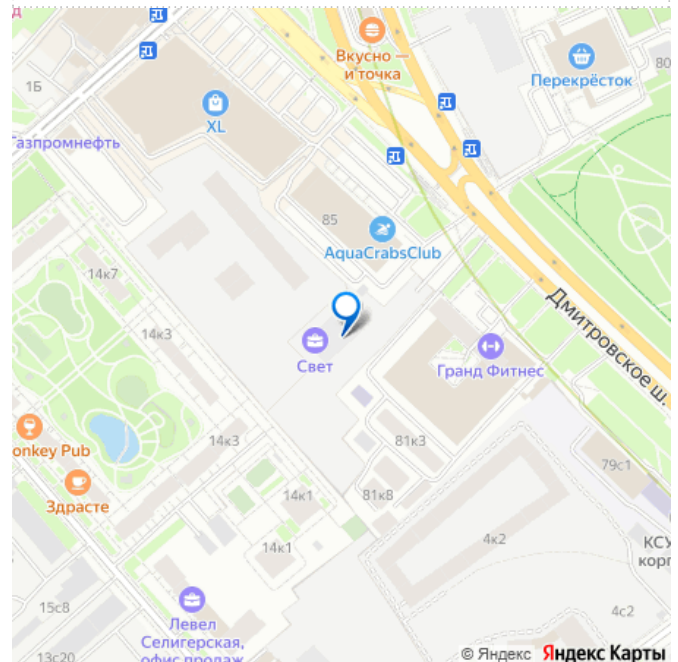 д
1Б
Вкусно —
и точка
Перекрёсток
80
XL
Газпромнефть
85
AquaCrabsClub
14к7
14к3
Дмитровское ш.
Свет
Гранд Фитнес
onkey Pub
14к3
81к3
79с1
Здрасте
14к1
81к8
14к1
4к2
КСУ
корп
15с8
4с2
Левел
Селигерская,
офис продаж
13с20
© Яндекс Яндекс Карты